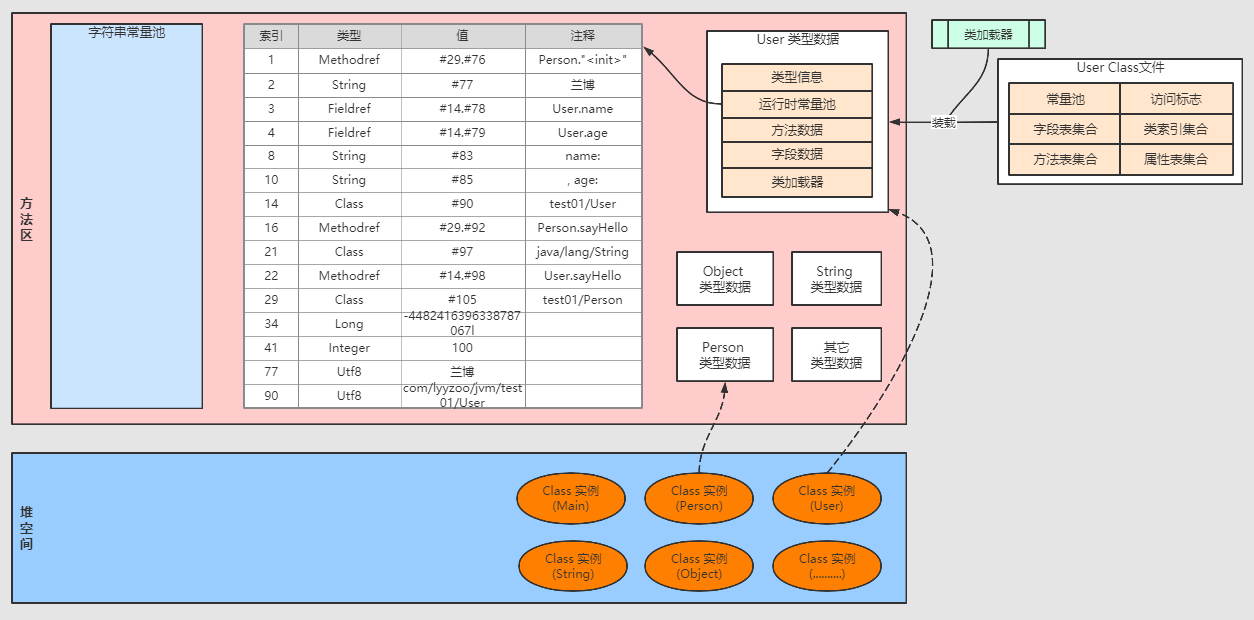 字符串常量池
索引 类型 值 注释
1 Methodref #29.#76 Person."<init>"
2 String #77 兰博
3 Fieldref #14.#78 User.name
4 Fieldref #14.#79 User.age
8 String #83 name:
10 String #85 , age:
14 Class #90 test01/User
16 Methodref #29.#92 Person.sayHello
21 Class #97 java/lang/String
22 Methodref #14.#98 User.sayHello
29 Class #105 test01/Person
34 Long -4482416396338787
067l
41 Integer 100
77 Utf8 兰博
90 Utf8 com/lyyzoo/jvm/test
01/User
方
法
区
User 类型数据
类型信息
运行时常量池
方法数据
字段数据
类加载器
类加载器
装载
User Class文件
常量池 访问标志
字段表集合 类索引集合
方法表集合 属性表集合
Object
类型数据
String
类型数据
Person
类型数据
其它
类型数据
堆
空
间
Class 实例
(Main)
Class 实例
(Person)
Class 实例
(User)
Class 实例
(String)
Class 实例
(Object)
Class 实例
(..........)